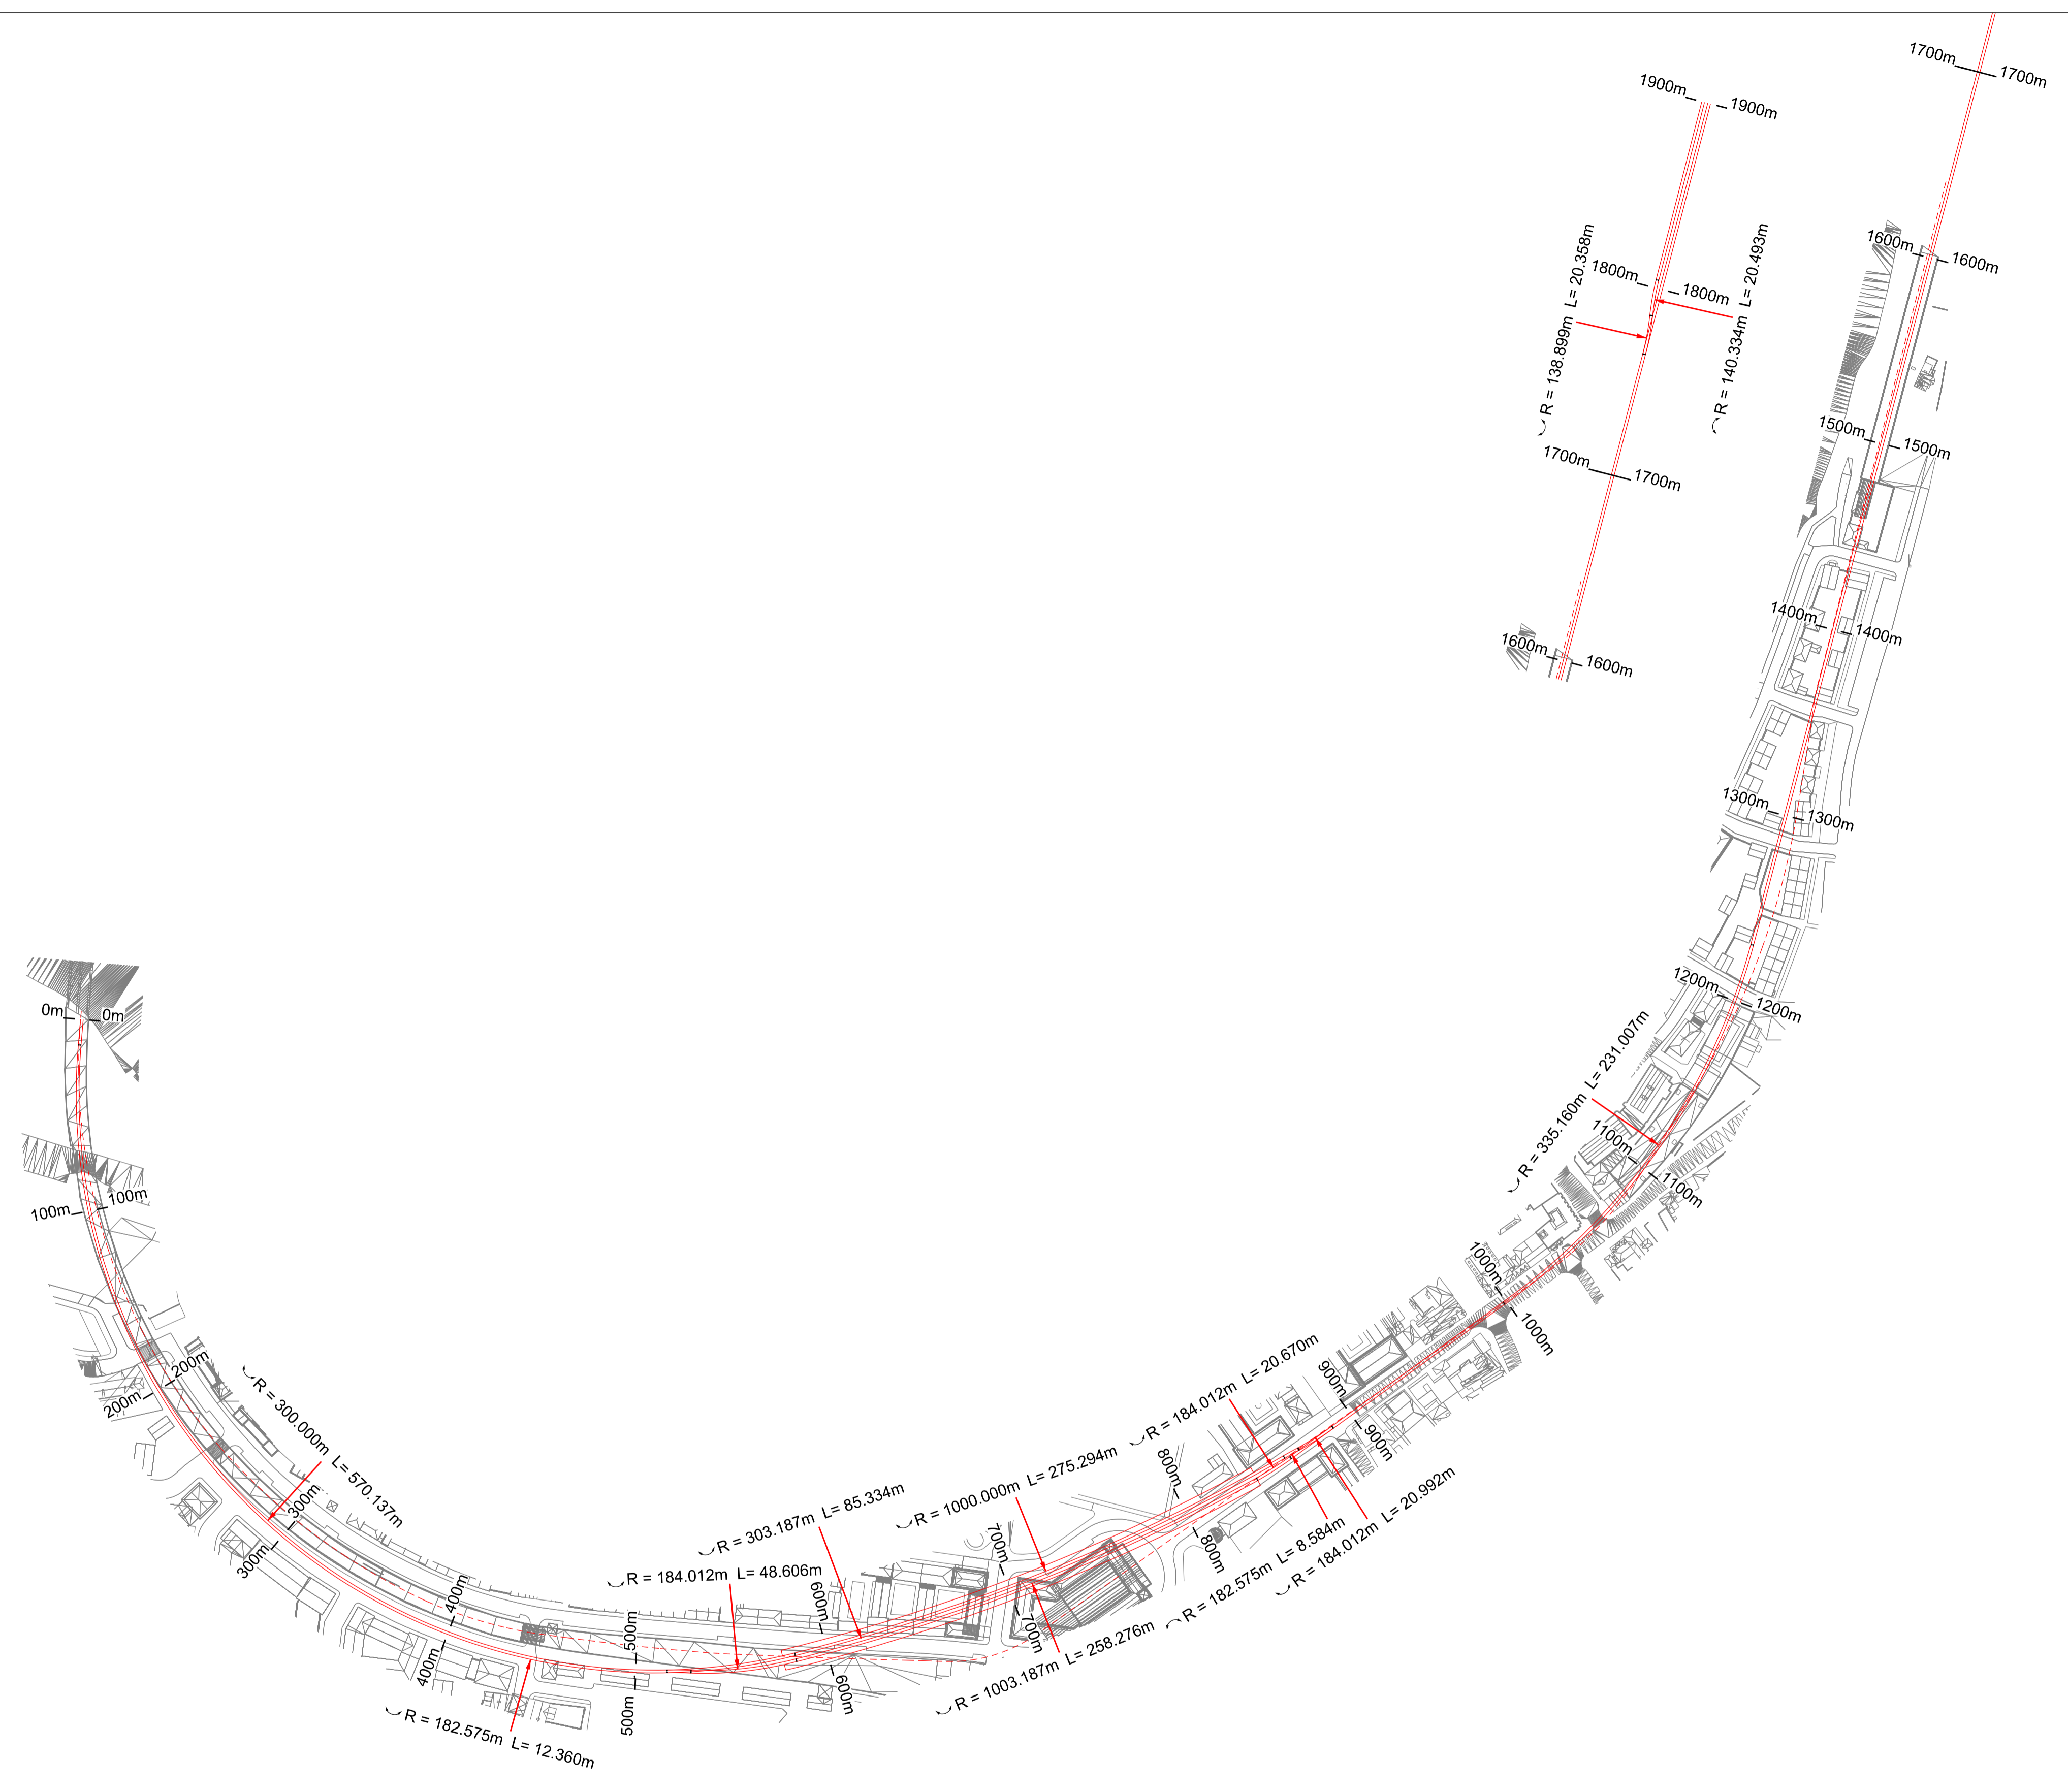 1700m
1700m
1900m
1900m
R = 138.899m L= 20.358m
1800m
1800m
R = 140.334m L= 20.493m
1700m
1700m
1600m
1600m
1600m
1600m
1500m
1500m
1400m
1400m
1300m
1300m
1200m
1200m
R = 335.160m L= 231.007m
1100m
1100m
1000m
1000m
0m
0m
100m
100m
200m
200m
R = 300.000m L= 570.137m
300m
300m
400m
400m
R = 182.575m L= 12.360m
500m
500m
R = 184.012m L= 48.606m
R = 303.187m L= 85.334m
600m
600m
R = 1000.000m L= 275.294m
700m
700m
R = 1003.187m L= 258.276m
800m
800m
R = 184.012m L= 20.670m
R = 182.575m L= 8.584m
R = 184.012m L= 20.992m
900m
900m